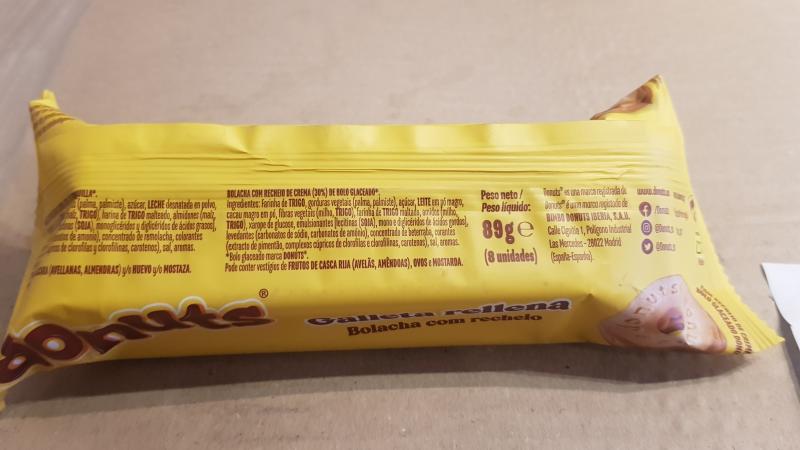 (palma, palmiste), azúcar, LECHE desnatada en polvo,
TRIGO), harina de TRIGO malteado, almidones (maíz,
(SOJA), monoglicéridos y diglicéridos de ácidos grasos),
de amonio), concentrado de remolacha, colorantes
de clorofilas y clorofilinas, carotenos), sal, aromas.
(AVELLANAS, ALMENDRAS) y/o HUEVO y/o MOSTAZA.
BOLACHA COM RECHEIO DE CREMA (30%) DE BOLO GLACEADO*.
Ingredientes: Farinha de TRIGO, gorduras vegetais (palma, palmiste), açúcar, LEITE em pó magro,
cacau magro em pó, fibras vegetais (milho, TRIGO), farinha de TRIGO maltado, amidos (milho,
TRIGO), xarope de glucose, emulsionantes (lecitinas (SOJA), mono e diglicéridos de ácidos gordos),
levedantes (carbonatos de sódio, carbonatos de amónio), concentrado de beterraba, corantes
(extracto de pimentão, complexos cúpricos de clorofilas e clorofilinas, carotenos), sal, aromas.
*Bolo glaceado marca DONUTS®.
Pode conter vestígios de FRUTOS DE CASCA RIJA (AVELÃS, AMÊNDOAS), OVOS e MOSTARDA.
Peso neto /
Peso líquido:
89g e
(8 unidades)
Donuts® es una marca registrada de
Donuts® é um marca registado de
BIMBO DONUTS IBERIA, S.A.U.
Calle Cigoitia 1, Polígono Industrial
Las Mercedes - 28022 Madrid
(España-Espanha).
donuts®
Galleta rellena
Bolacha com recheio
DONUTS